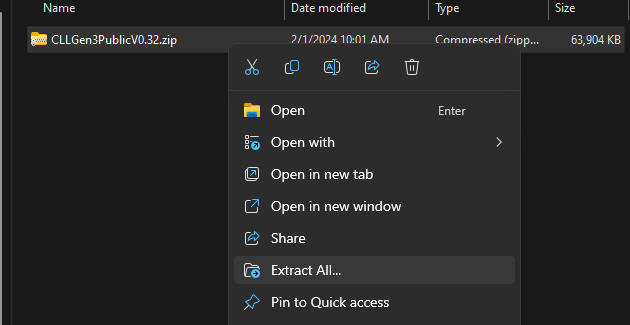 Name Date modified Type Size
CLLGen3PublicV0.32.zip 2/1/2024 10:01 AM Compressed (zipp... 63,904 KB
Open Enter
Open with
Open in new tab
Open in new window
Share
Extract All...
Pin to Quick access